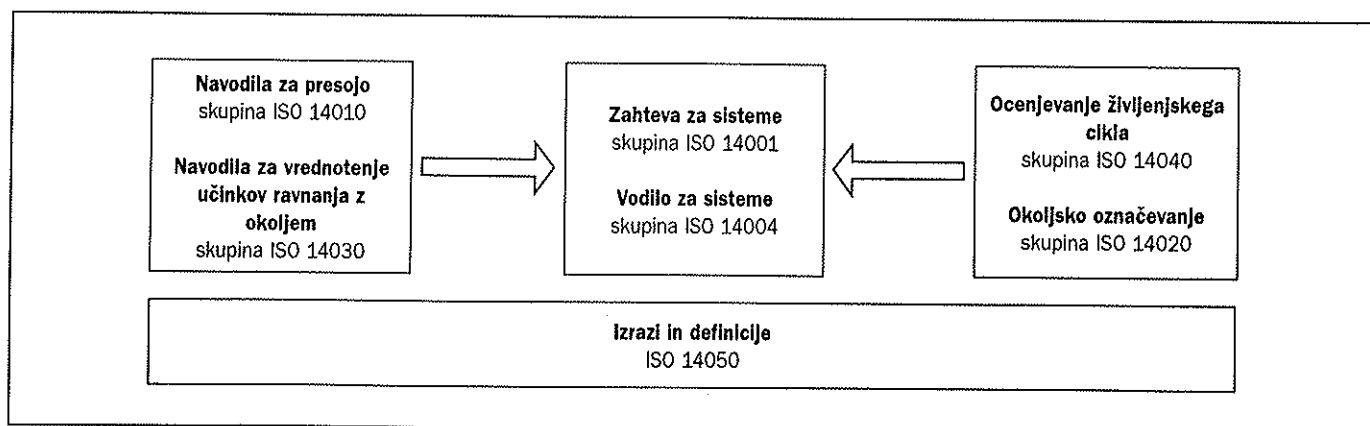 Navodila za presojo
skupina ISO 14010
Navodila za vrednotenje
učinkov ravnanja z
okoljem
skupina ISO 14030
Zahteva za sisteme
skupina ISO 14001
Vodilo za sisteme
skupina ISO 14004
Ocenjevanje življenjskega
cikla
skupina ISO 14040
Okoljsko označevanje
skupina ISO 14020
Izrazi in definicije
ISO 14050